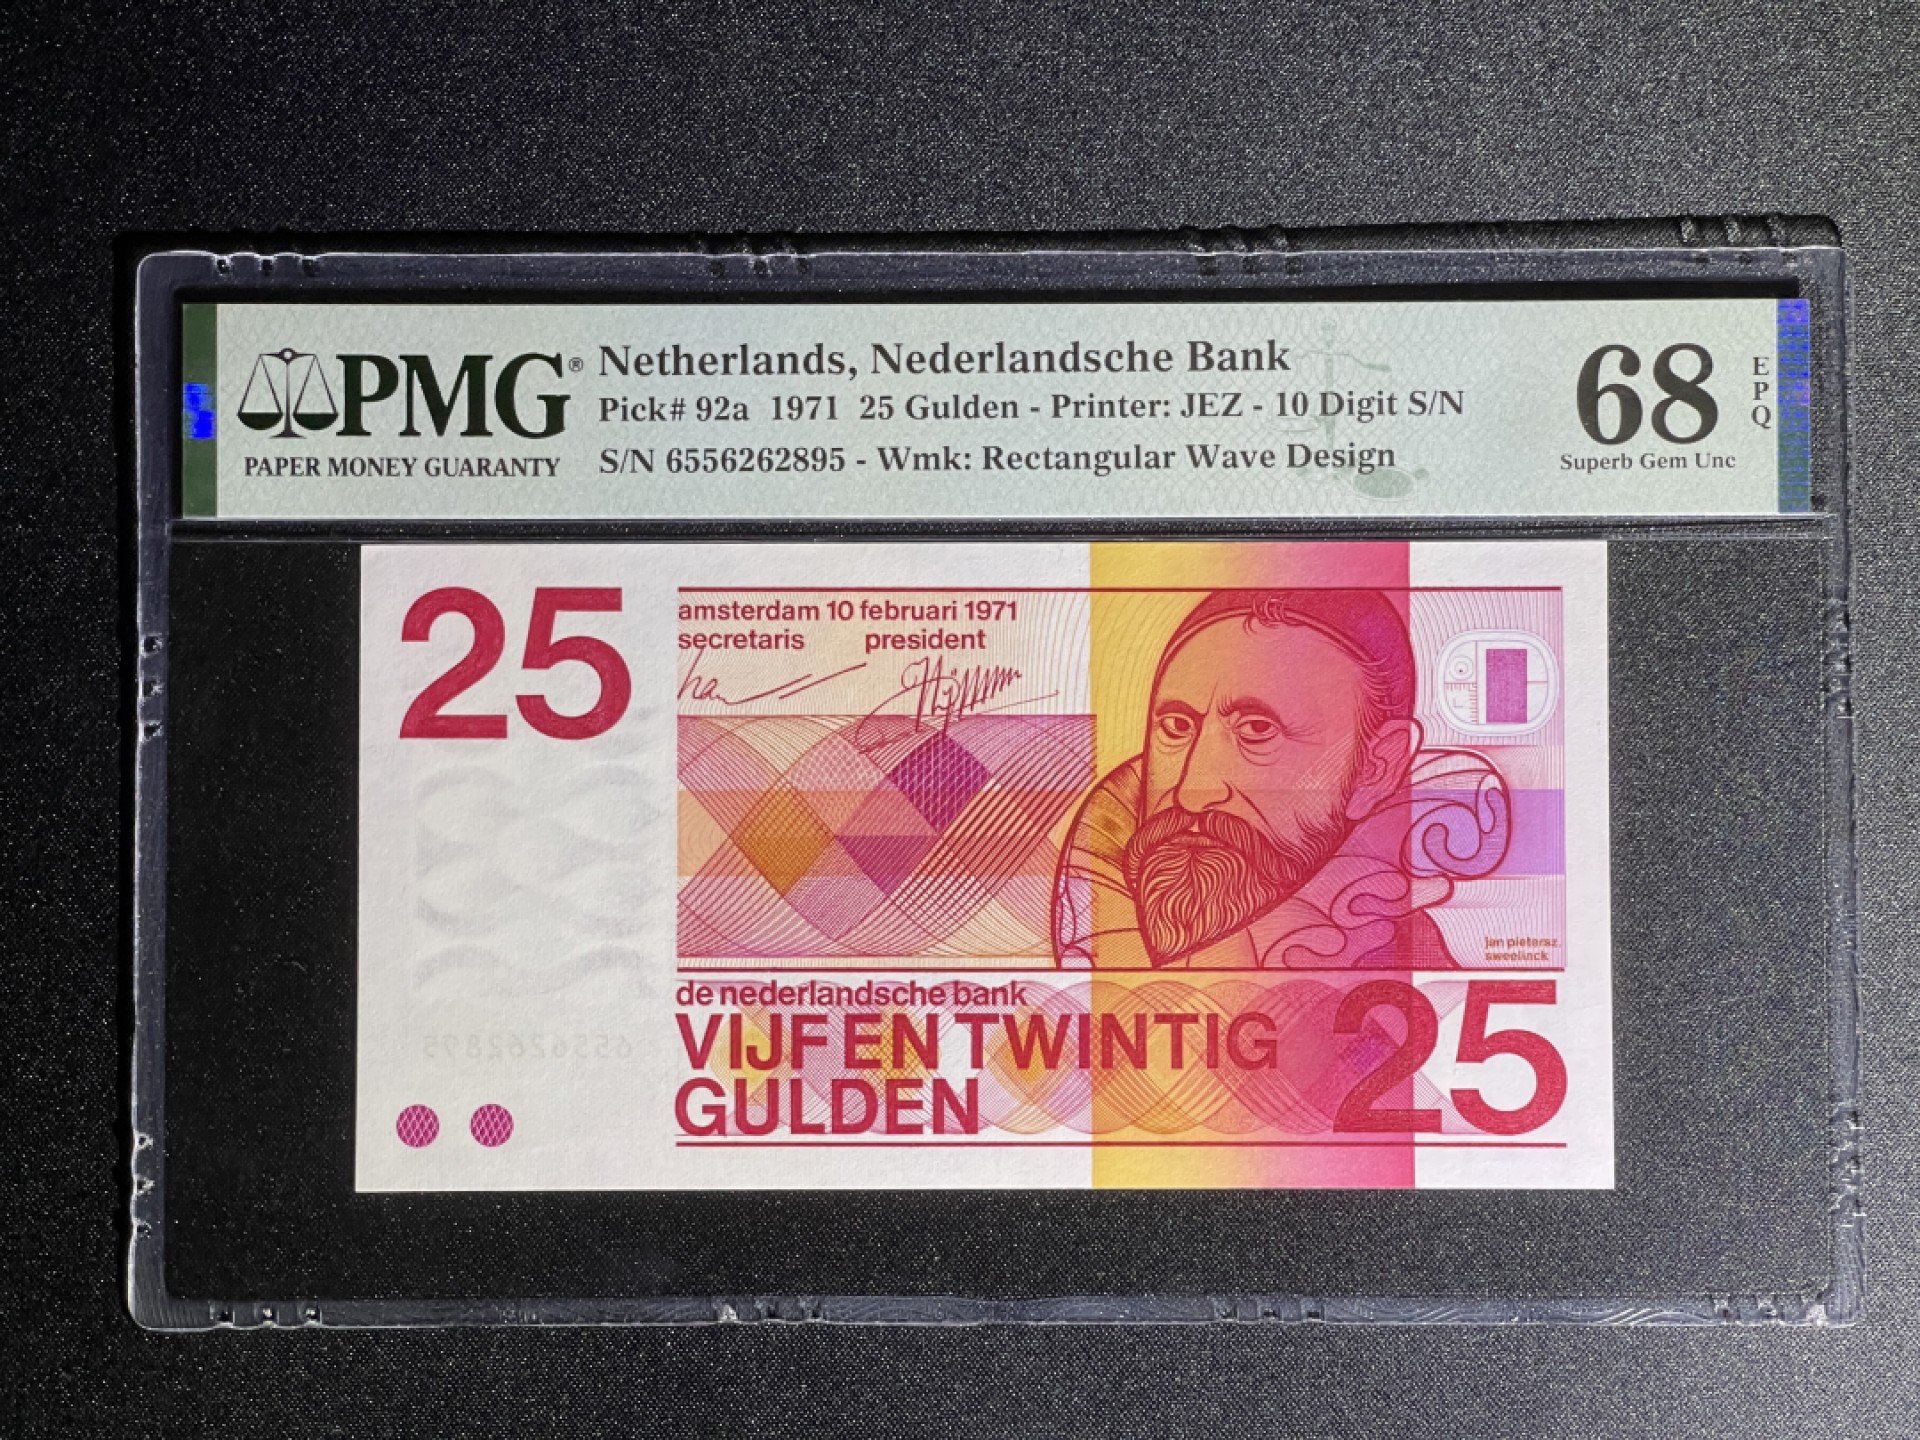 PMG®
PAPER MONEY GUARANTY
Netherlands, Nederlandsche Bank
Pick# 92a 1971 25 Gulden - Printer: JEZ - 10 Digit S/N
S/N 6556262895 - Wmk: Rectangular Wave Design
68
EPQ
Superb Gem Unc
25
amsterdam 10 februari 1971
secretaris president
jan pietersz.
sweelinck
de nederlandsche bank
VIJF EN TWINTIG
GULDEN
25
6556262895